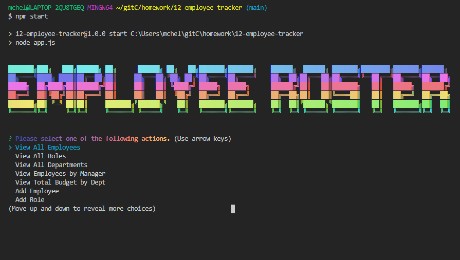 mchel@LAPTOP-2QJ0TGEQ MINGW64 ~/gitC/homework/12-employee-tracker (main)
$ npm start
> 12-employee-tracker@1.0.0 start C:\Users\mchel\gitC\homework\12-employee-tracker
> node app.js
? Please select one of the following actions. (Use arrow keys)
> View All Employees
View All Roles
View All Departments
View Employees by Manager
View Total Budget by Dept
Add Employee
Add Role
(Move up and down to reveal more choices)